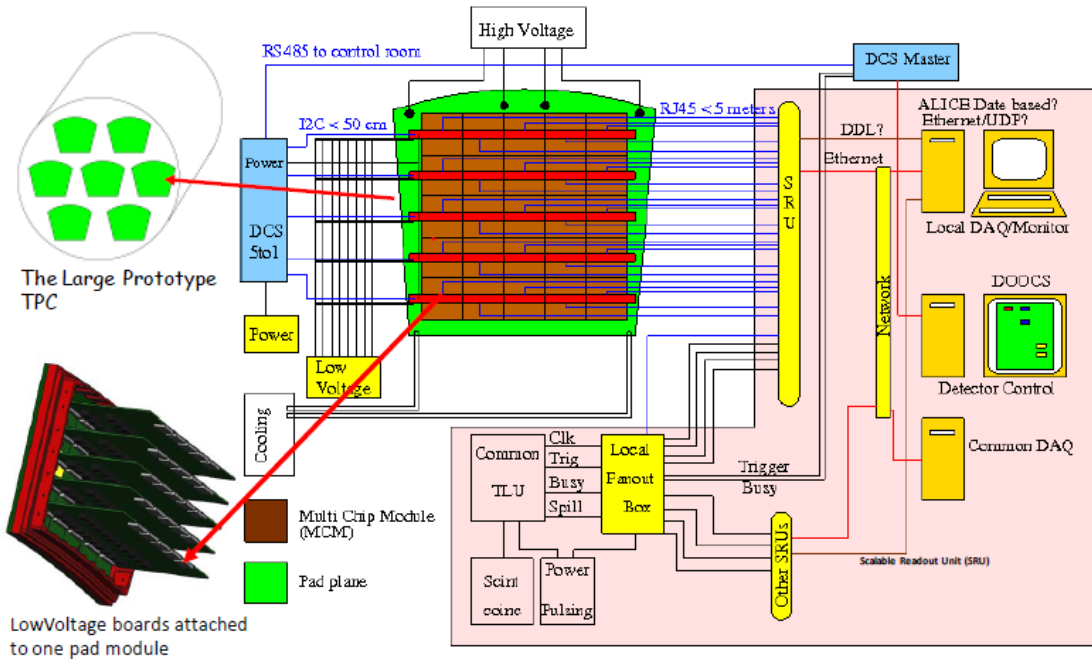 High Voltage
RS485 to control room
DCS Master
I2C < 50 cm
RJ45 < 5 meters
ALICE Date based?
Ethernet/UDP?
DDL?
Ethernet
Power
DCS
5to1
S
R
U
Local DAQ/Monitor
The Large Prototype
TPC
Power
Low
Voltage
Network
DOOCS
Detector Control
Cooling
Common
TLU
Clk
Trig
Busy
Spill
Local
Fanout
Box
Trigger
Busy
Common DAQ
Multi Chip Module
(MCM)
Pad plane
Scint
coinc
Power
Pulsing
Other SRUs
Scalable Readout Unit (SRU)
LowVoltage boards attached
to one pad module